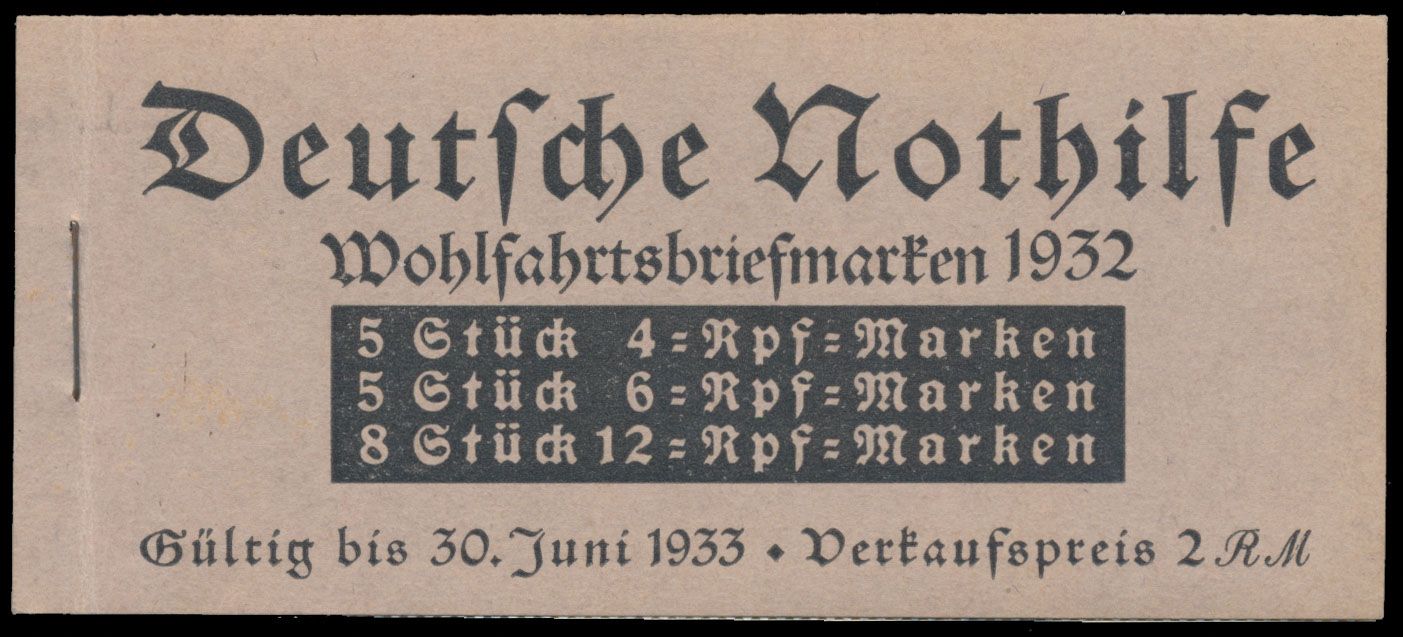 Deutſche Nothilfe
Wohlfahrtsbriefmarken 1932
5 Stück 4=Rpf=Marken
5 Stück 6=Rpf=Marken
8 Stück 12=Rpf=Marken
Gültig bis 30. Juni 1933 • Verkaufspreis 2 RM